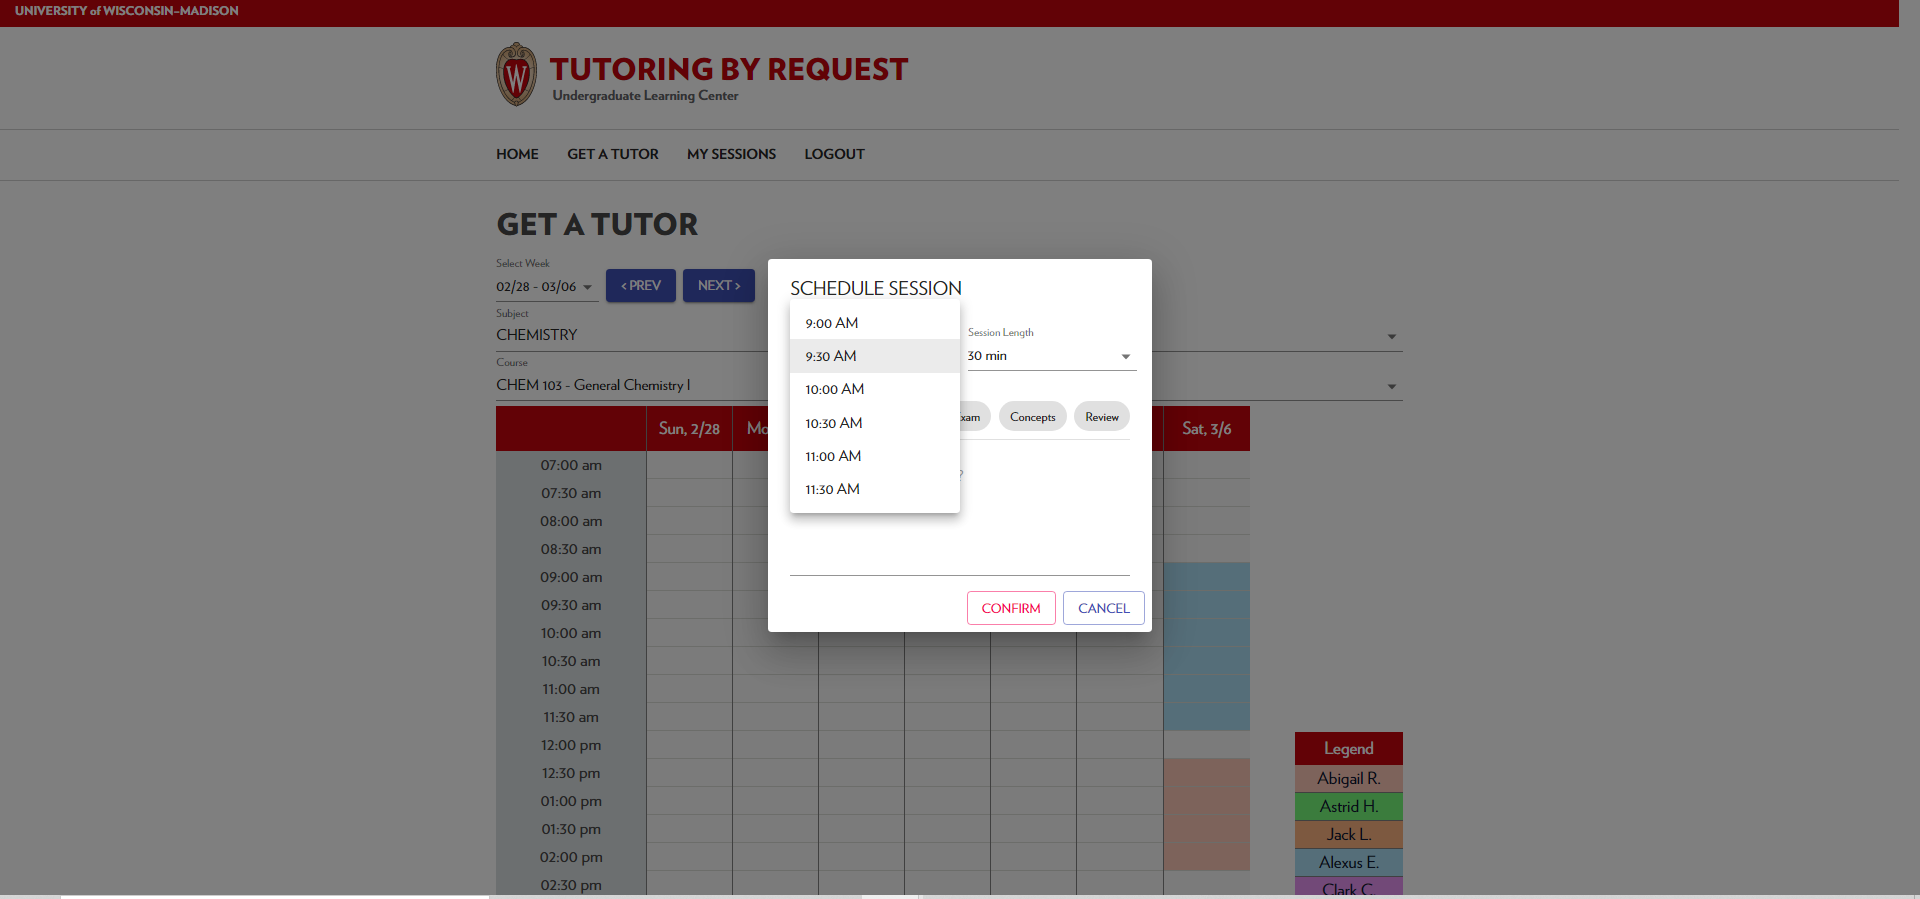 UNIVERSITY of WISCONSIN–MADISON
W
TUTORING BY REQUEST
Undergraduate Learning Center
HOME GET A TUTOR MY SESSIONS LOGOUT
GET A TUTOR
Select Week
02/28 - 03/06 < PREV NEXT >
Subject
CHEMISTRY
Course
CHEM 103 - General Chemistry I
SCHEDULE SESSION
9:00 AM
9:30 AM
10:00 AM
10:30 AM
11:00 AM
11:30 AM
Session Length
30 min
Concepts Review
?
CONFIRM CANCEL
Sun, 2/28 Mo Sat, 3/6
07:00 am
07:30 am
08:00 am
08:30 am
09:00 am
09:30 am
10:00 am
10:30 am
11:00 am
11:30 am
12:00 pm
12:30 pm
01:00 pm
01:30 pm
02:00 pm
02:30 pm
Legend
Abigail R.
Astrid H.
Jack L.
Alexus E.
Clark C.